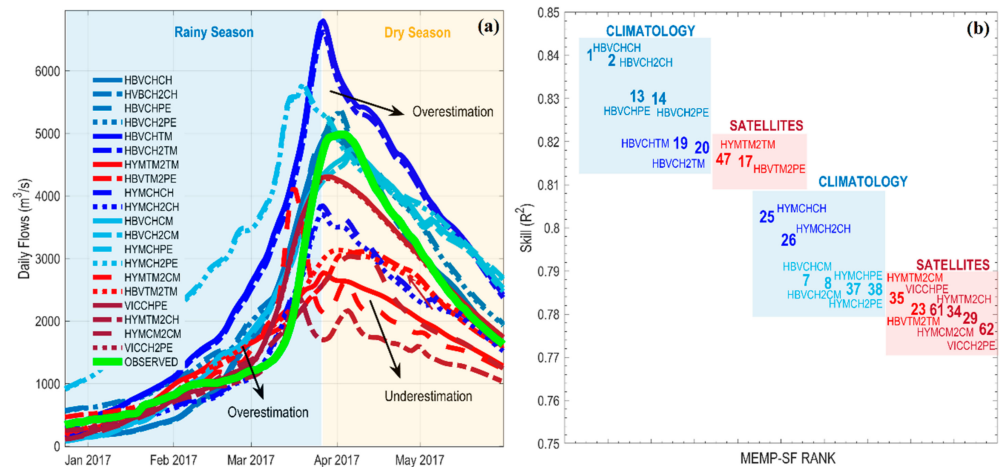 (a)
Rainy Season
Dry Season
Daily Flows (m³/s)
6000
5000
4000
3000
2000
1000
0
Jan 2017
Feb 2017
Mar 2017
Apr 2017
May 2017
HBVCHCH
HVBCH2CH
HBVCHPE
HBVCH2PE
HBVCHTM
HBVCH2TM
HYMTM2TM
HBVTM2PE
HYMCHCH
HYMCH2CH
HBVCHCM
HBVCH2CM
HYMCHPE
HYMCH2PE
HYMTM2CM
HBVTM2TM
VICCHPE
HYMTM2CH
HYMCM2CM
VICCH2PE
OBSERVED
Overestimation
Overestimation
Underestimation
(b)
Skill (R²)
0.85
0.84
0.83
0.82
0.81
0.8
0.79
0.78
0.77
0.76
0.75
MEMP-SF RANK
CLIMATOLOGY
1 HBVCHCH
2 HBVCH2CH
13 14
HBVCHPE HBVCH2PE
HBVCHTM 19 20
HBVCH2TM
SATELLITES
HYMTM2TM
47 17
HBVTM2PE
CLIMATOLOGY
25 HYMCHCH
26 HYMCH2CH
HBVCHCM HYMCHPE
7 8 37 38
HBVCH2CM
HYMCH2PE
SATELLITES
HYMTM2CM
VICCHPE
35 HYMTM2CH
23 61 34 29
HBVTM2TM
HYMCM2CM 62
VICCH2PE